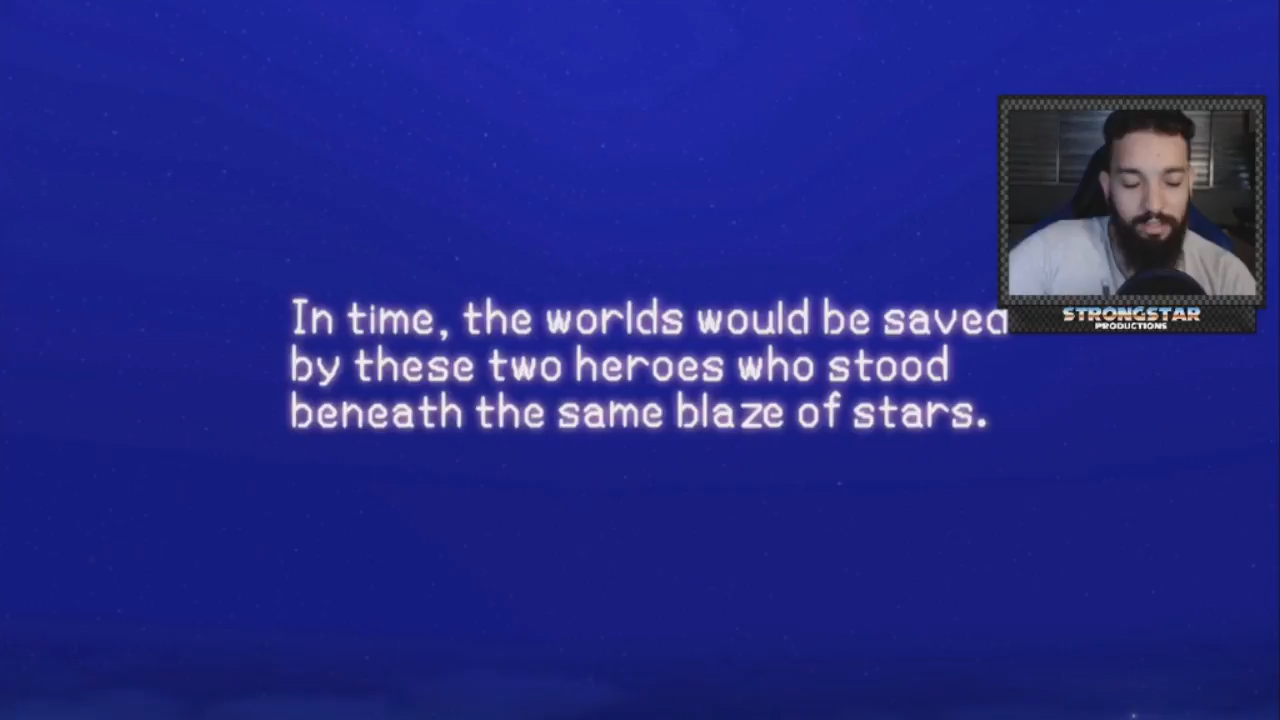 In time, the worlds would be saved
by these two heroes who stood
beneath the same blaze of stars.
STRONGSTAR
PRODUCTIONS